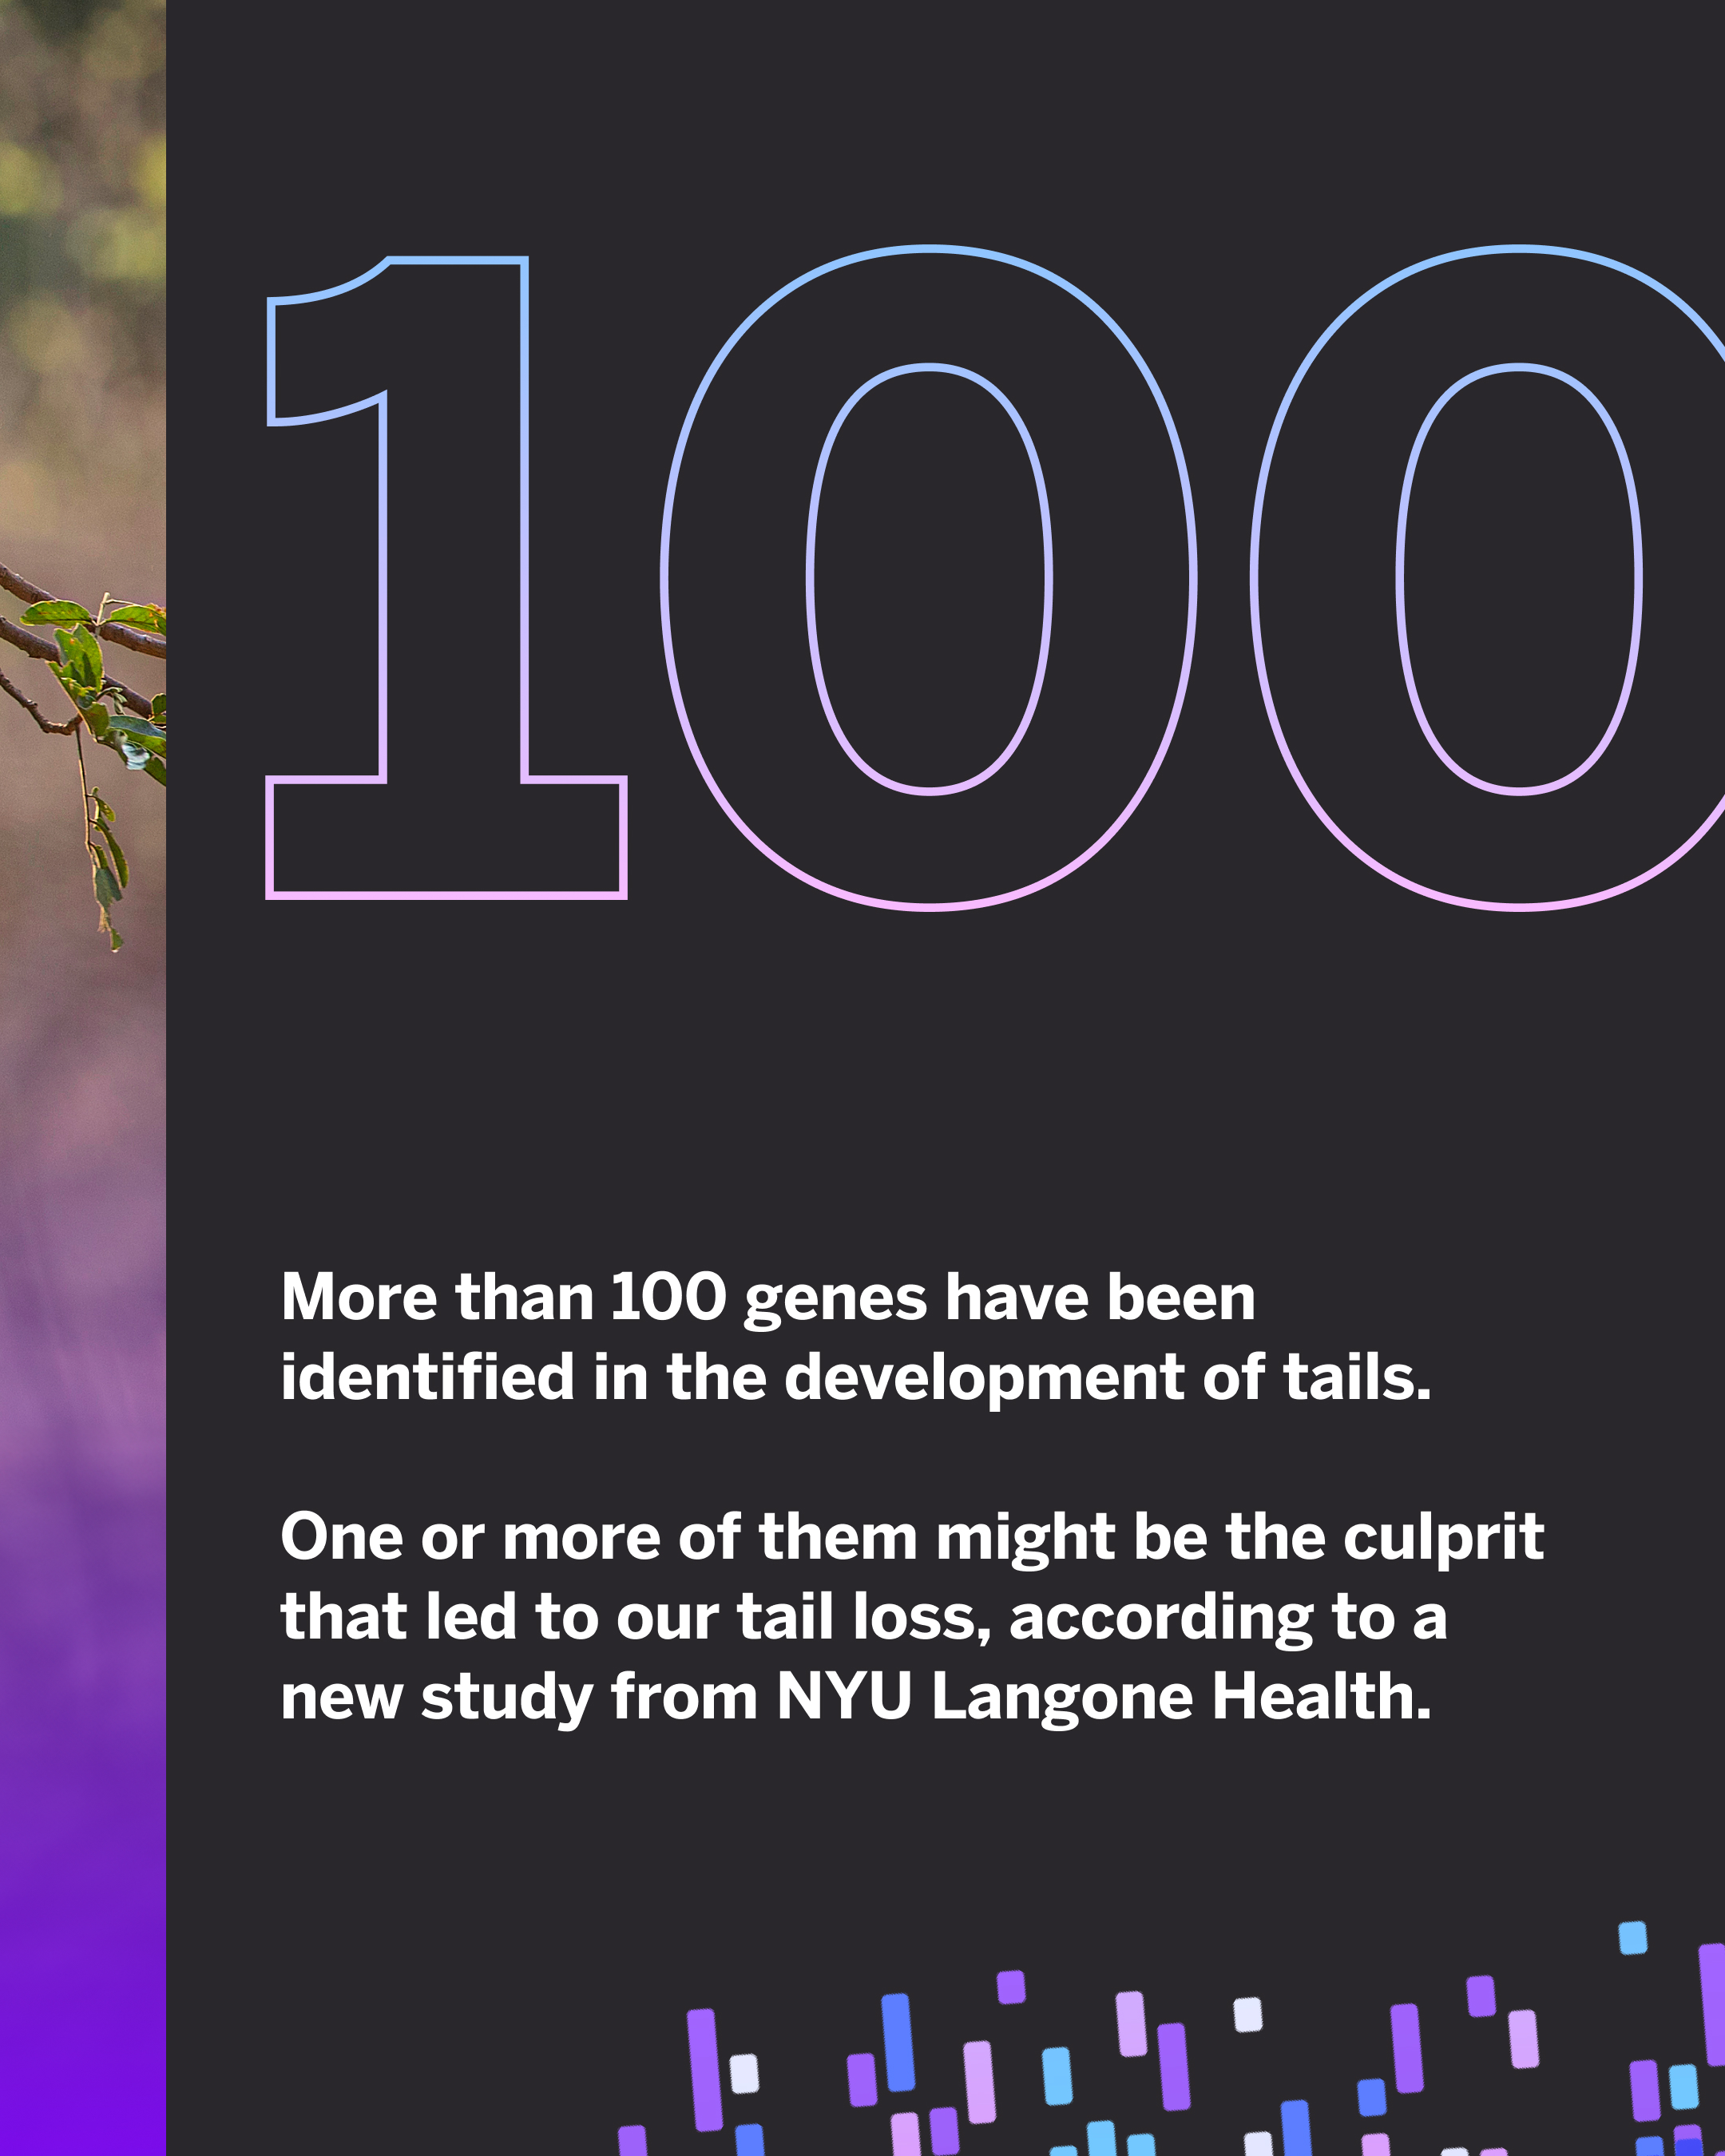 100
More than 100 genes have been
identified in the development of tails.
One or more of them might be the culprit
that led to our tail loss, according to a
new study from NYU Langone Health.